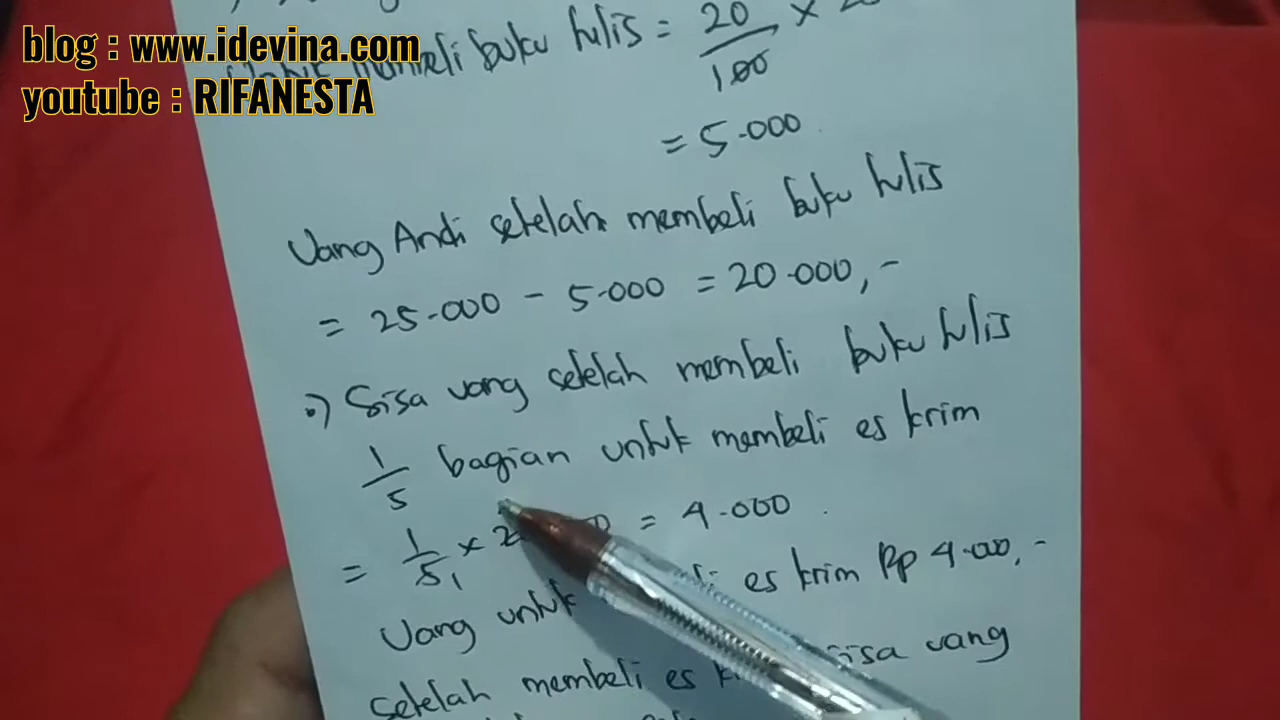 blog : www.idevina.com
youtube : RIFANESTA
buku tulis = 20/100 ×
= 5.000
Uang Andi setelah membeli buku tulis
= 25.000 - 5.000 = 20.000,-
•) Sisa uang setelah membeli buku tulis
1/5 bagian untuk membeli es krim
= 1/5 1 × = 4.000
Uang untuk es krim Rp 4.000,-
setelah membeli es sisa uang